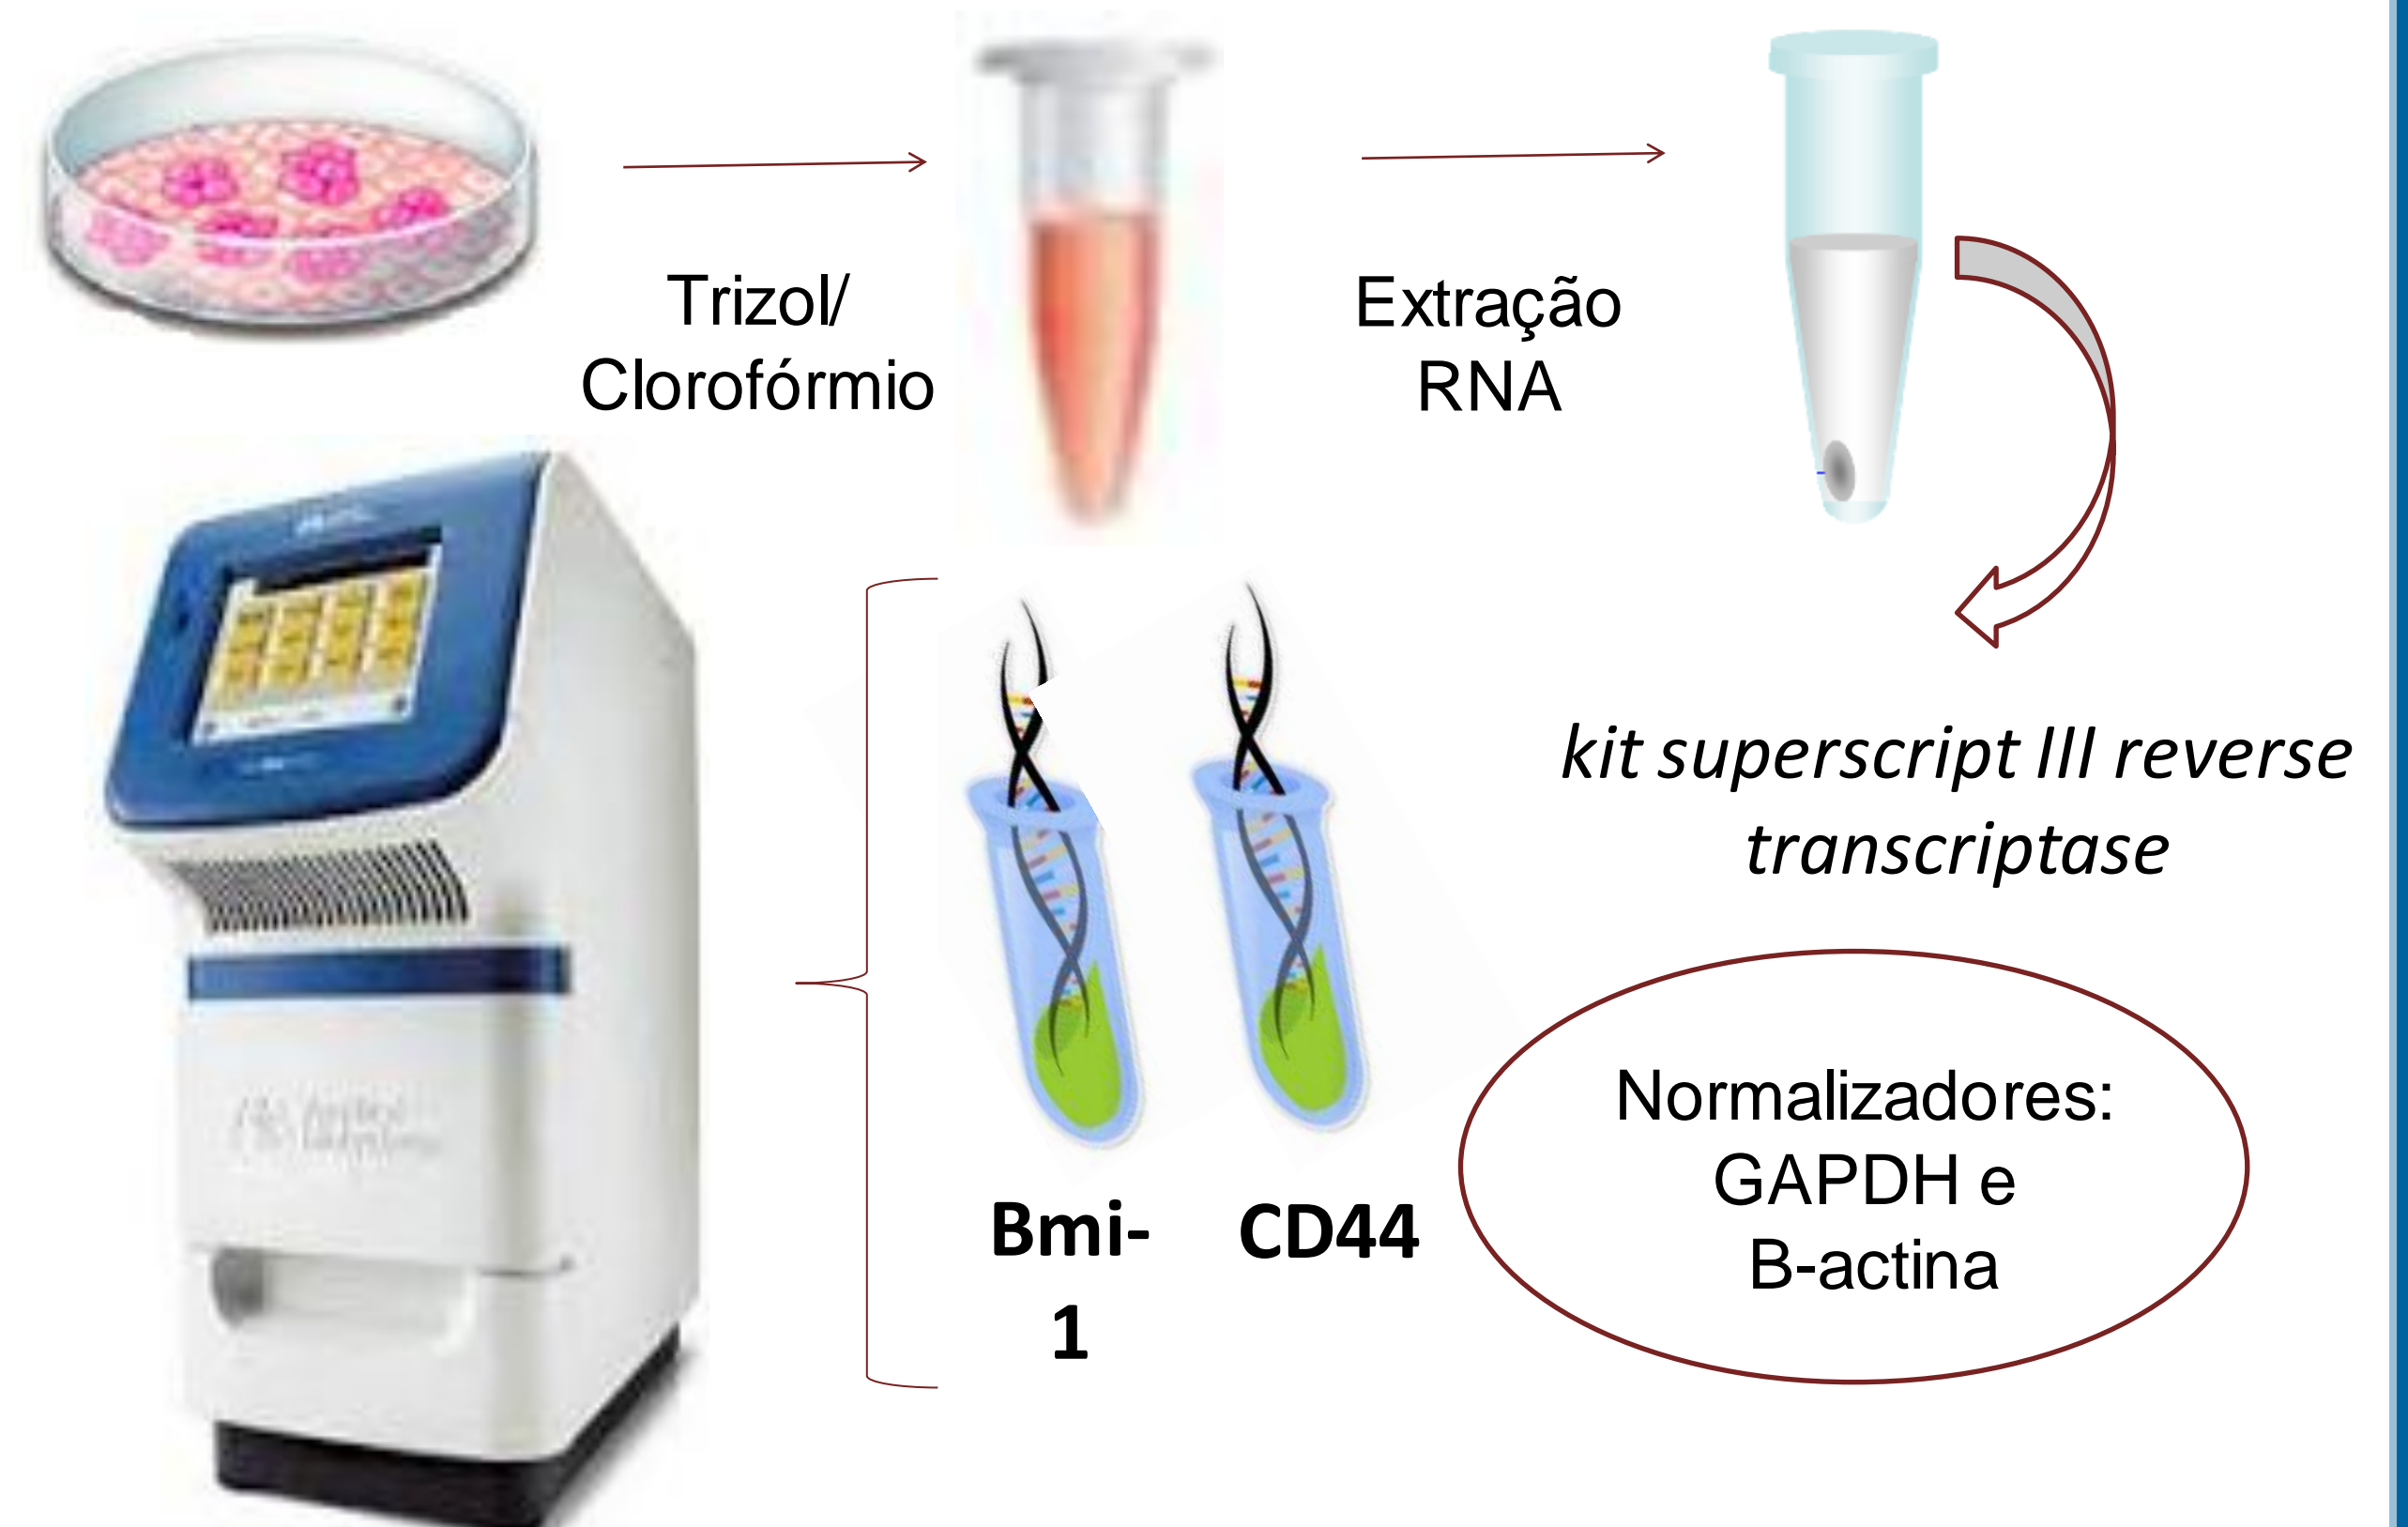 Trizol/
Clorofórmio
Extração
RNA
kit superscript III reverse
transcriptase
Bmi-
1
CD44
Normalizadores:
GAPDH e
B-actina